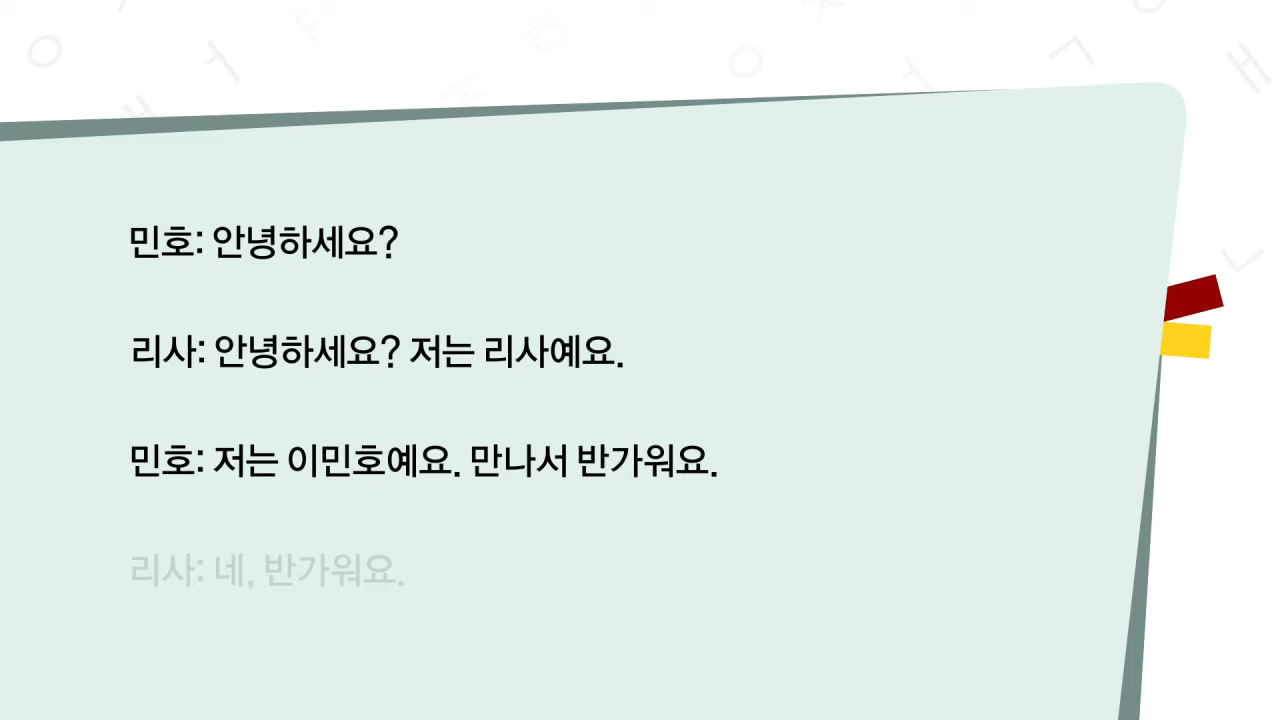 민호: 안녕하세요?
리사: 안녕하세요? 저는 리사예요.
민호: 저는 이민호예요. 만나서 반가워요.
리사: 네, 반가워요.